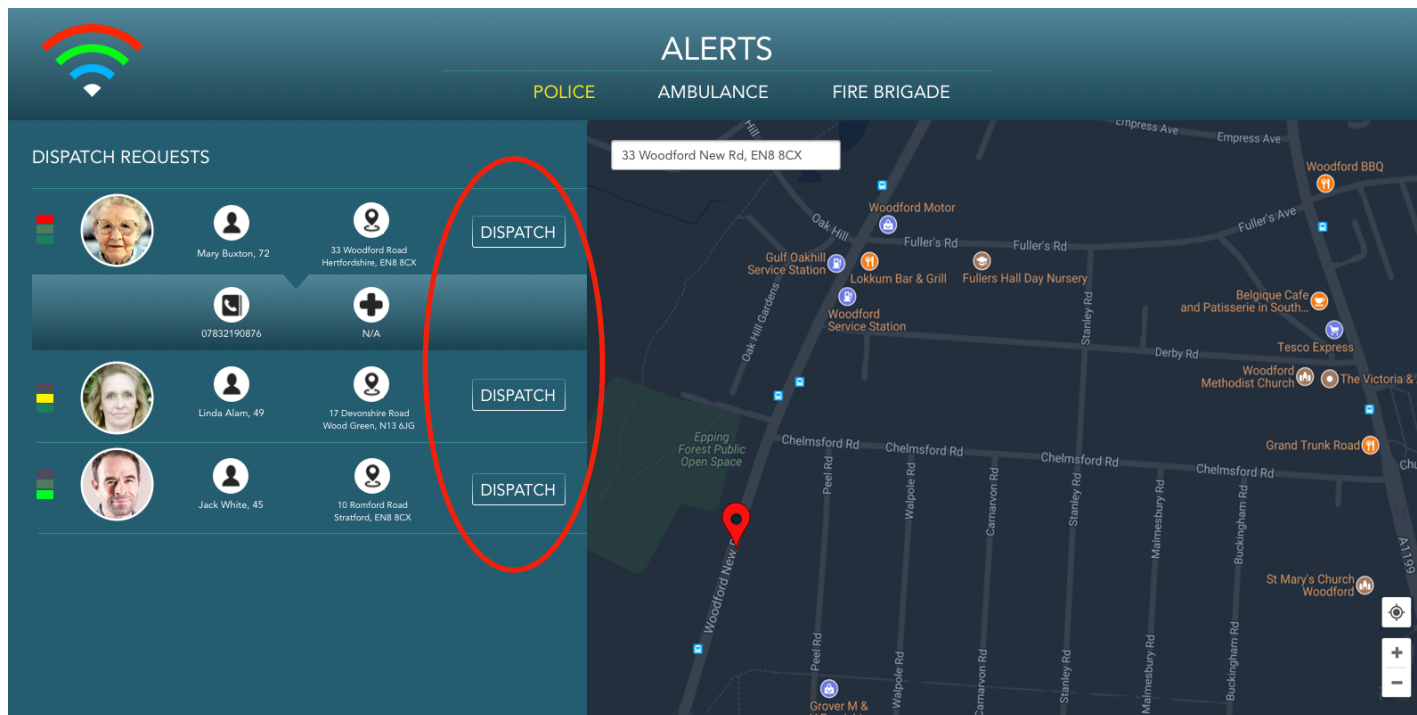 ALERTS
POLICE
AMBULANCE
FIRE BRIGADE
DISPATCH REQUESTS
Mary Buxton, 72
33 Woodford Road
Hertfordshire, EN8 8CX
DISPATCH
07832190876
N/A
Linda Alam, 49
17 Devonshire Road
Wood Green, N13 6JG
DISPATCH
Jack White, 45
10 Romford Road
Stratford, EN8 8CX
DISPATCH
33 Woodford New Rd, EN8 8CX
Hill
Empress Ave
Empress Ave
Woodford BBQ
Woodford Motor
Oak Hill
Fuller's Ave
Fuller's Rd
Fuller's Rd
Gulf Oakhill
Service Station
Lokkum Bar & Grill
Fullers Hall Day Nursery
Oak Hill Gardens
Woodford
Service Station
Stanley Rd
Belgique Cafe
and Patisserie in South...
Tesco Express
Derby Rd
Woodford
Methodist Church
The Victoria &
Epping
Forest Public
Open Space
Chelmsford Rd
Chelmsford Rd
Chelmsford Rd
Chelmsford Rd
Grand Trunk Road
Peel Rd
Walpole Rd
Carnarvon Rd
Stanley Rd
Malmesbury Rd
Buckingham Rd
A1199
Woodford New
St Mary's Church
Woodford
Peel Rd
Walpole Rd
Carnarvon Rd
Stanley Rd
Malmesbury Rd
Buckingham Rd
Grover M &